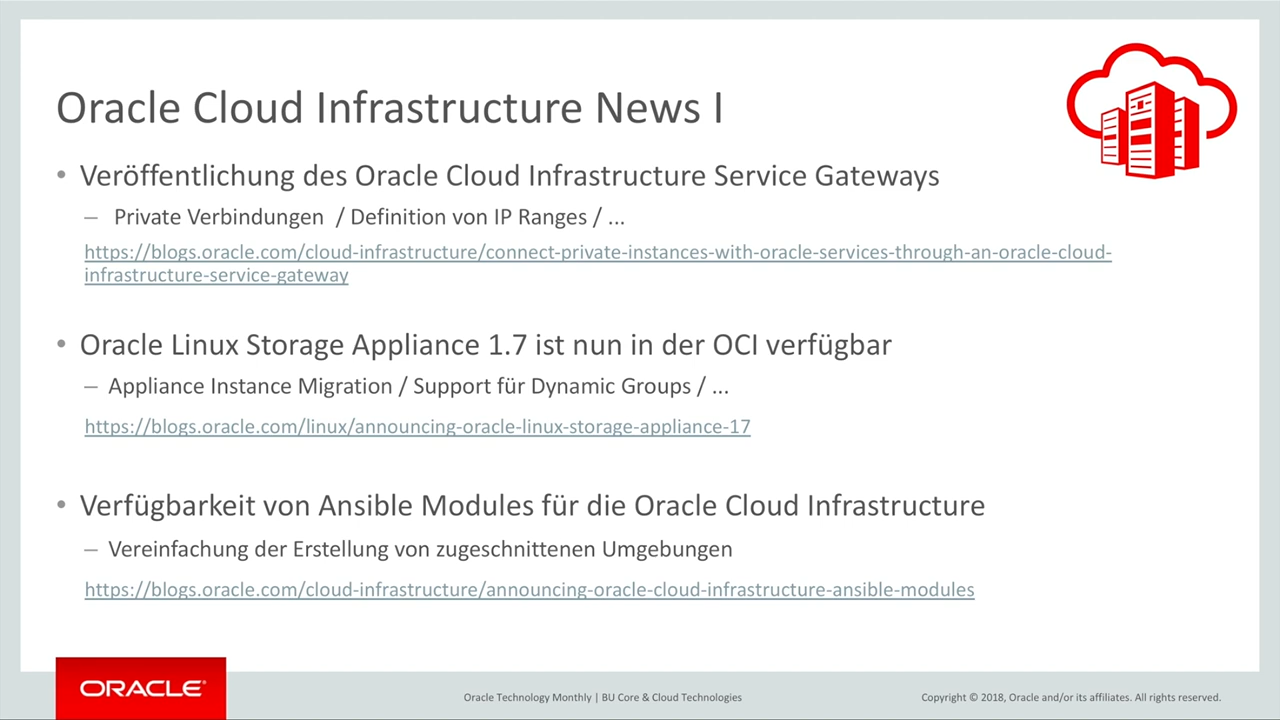 Oracle Cloud Infrastructure News I
• Veröffentlichung des Oracle Cloud Infrastructure Service Gateways
– Private Verbindungen / Definition von IP Ranges / ...
https://blogs.oracle.com/cloud-infrastructure/connect-private-instances-with-oracle-services-through-an-oracle-cloud-
infrastructure-service-gateway
• Oracle Linux Storage Appliance 1.7 ist nun in der OCI verfügbar
– Appliance Instance Migration / Support für Dynamic Groups / ...
https://blogs.oracle.com/linux/announcing-oracle-linux-storage-appliance-17
• Verfügbarkeit von Ansible Modules für die Oracle Cloud Infrastructure
– Vereinfachung der Erstellung von zugeschnittenen Umgebungen
https://blogs.oracle.com/cloud-infrastructure/announcing-oracle-cloud-infrastructure-ansible-modules
ORACLE®
Oracle Technology Monthly | BU Core & Cloud Technologies
Copyright © 2018, Oracle and/or its affiliates. All rights reserved.